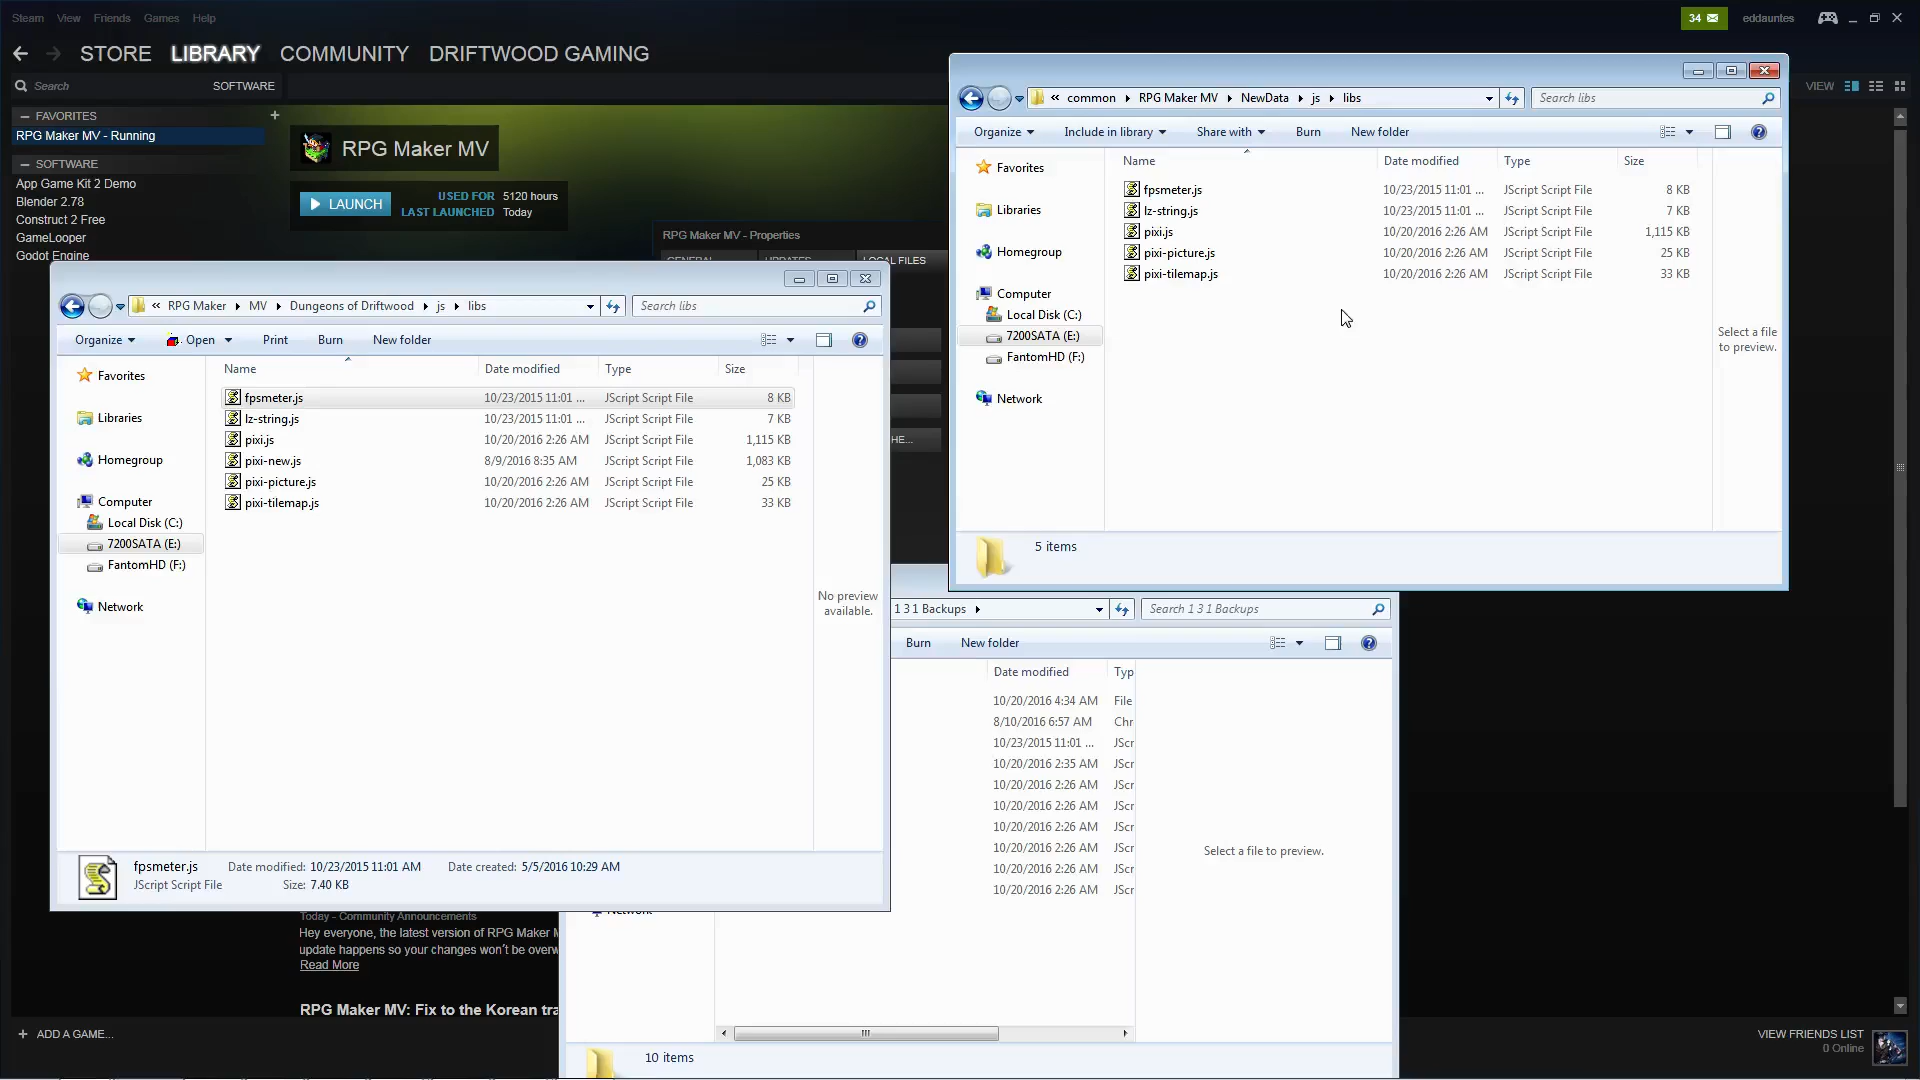 Steam View Friends Games Help
34 eddauntes
STORE LIBRARY COMMUNITY DRIFTWOOD GAMING
Search SOFTWARE
VIEW
FAVORITES
RPG Maker MV - Running
SOFTWARE
App Game Kit 2 Demo
Blender 2.78
Construct 2 Free
GameLooper
Godot Engine
RPG Maker MV
LAUNCH
USED FOR 5120 hours
LAST LAUNCHED Today
RPG Maker MV - Properties
GENERAL UPDATES LOCAL FILES
HE...
« common RPG Maker MV NewData js libs
Search libs
Organize Include in library Share with Burn New folder
Name Date modified Type Size
fpsmeter.js 10/23/2015 11:01 ... JScript Script File 8 KB
lz-string.js 10/23/2015 11:01 ... JScript Script File 7 KB
pixi.js 10/20/2016 2:26 AM JScript Script File 1,115 KB
pixi-picture.js 10/20/2016 2:26 AM JScript Script File 25 KB
pixi-tilemap.js 10/20/2016 2:26 AM JScript Script File 33 KB
Favorites
Libraries
Homegroup
Computer
Local Disk (C:)
7200SATA (E:)
FantomHD (F:)
Network
Select a file
to preview.
5 items
« RPG Maker MV Dungeons of Driftwood js libs
Search libs
Organize Open Print Burn New folder
Name Date modified Type Size
fpsmeter.js 10/23/2015 11:01 ... JScript Script File 8 KB
lz-string.js 10/23/2015 11:01 ... JScript Script File 7 KB
pixi.js 10/20/2016 2:26 AM JScript Script File 1,115 KB
pixi-new.js 8/9/2016 8:35 AM JScript Script File 1,083 KB
pixi-picture.js 10/20/2016 2:26 AM JScript Script File 25 KB
pixi-tilemap.js 10/20/2016 2:26 AM JScript Script File 33 KB
Favorites
Libraries
Homegroup
Computer
Local Disk (C:)
7200SATA (E:)
FantomHD (F:)
Network
No preview
available.
fpsmeter.js Date modified: 10/23/2015 11:01 AM Date created: 5/5/2016 10:29 AM
JScript Script File Size: 7.40 KB
1 3 1 Backups
Search 1 3 1 Backups
Burn New folder
Date modified Typ
10/20/2016 4:34 AM File
8/10/2016 6:57 AM Chr
10/23/2015 11:01 ... JScr
10/20/2016 2:35 AM JScr
10/20/2016 2:26 AM JScr
10/20/2016 2:26 AM JScr
10/20/2016 2:26 AM JScr
10/20/2016 2:26 AM JScr
10/20/2016 2:26 AM JScr
10/20/2016 2:26 AM JScr
Select a file to preview.
Network
10 items
Today - Community Announcements
Hey everyone, the latest version of RPG Maker M
update happens so your changes won't be overw
Read More
RPG Maker MV: Fix to the Korean tra
ADD A GAME...
VIEW FRIENDS LIST
0 Online